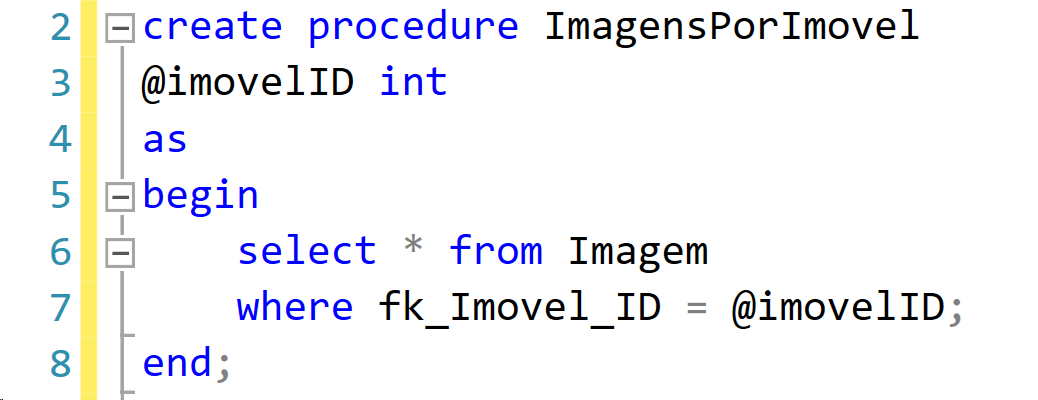 2 create procedure ImagensPorImovel
3 @imovelID int
4 as
5 begin
6 select * from Imagem
7 where fk_Imovel_ID = @imovelID;
8 end;